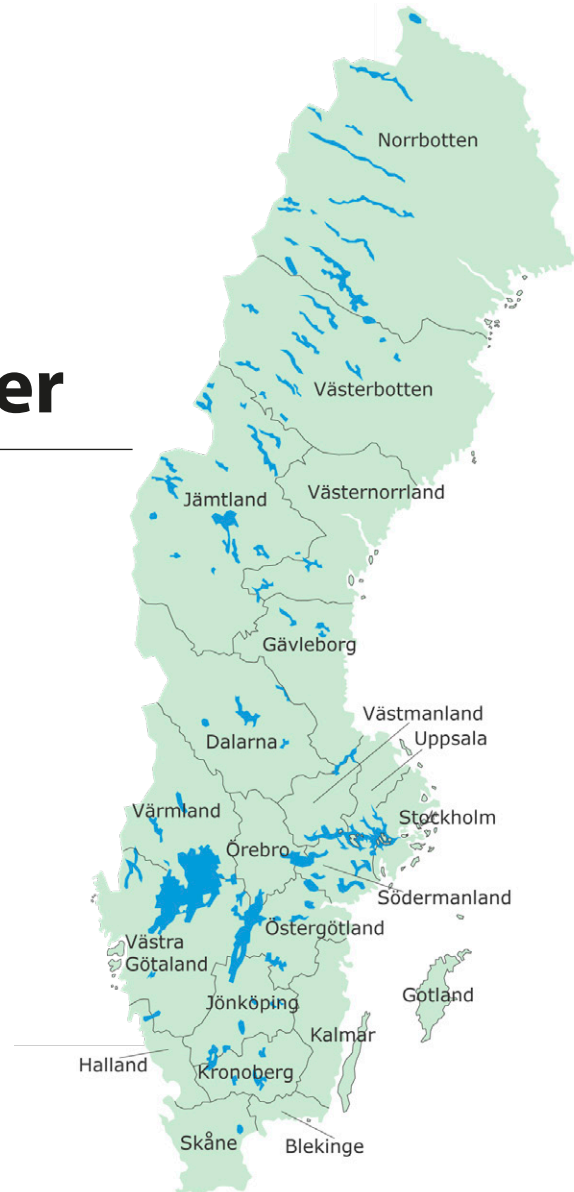 Norrbotten
er
Västerbotten
Västernorrland
Jämtland
Gävleborg
Västmanland
Uppsala
Dalarna
Värmland
Stockholm
Örebro
Södermanland
Östergötland
Västra
Götaland
Gotland
Jönköping
Kalmar
Halland
Kronoberg
Skåne
Blekinge